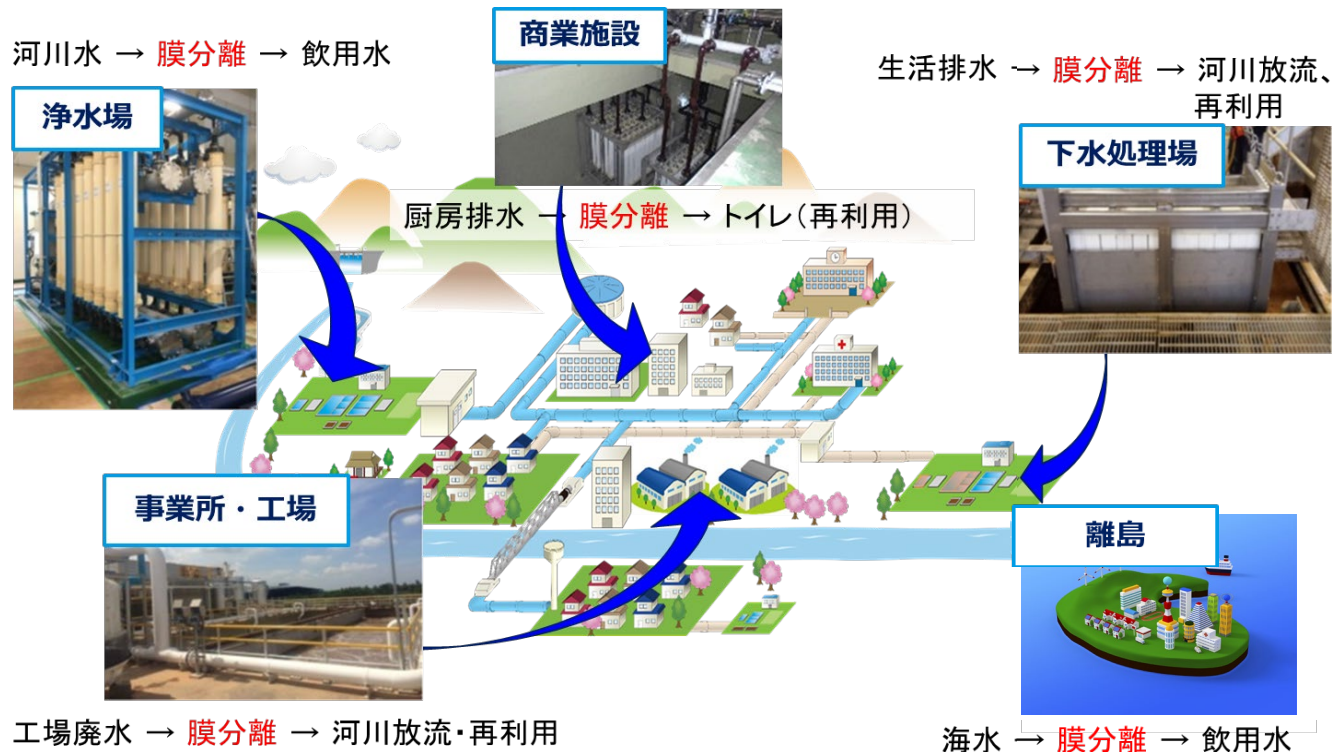 河川水 → 膜分離 → 飲用水
浄水場
商業施設
厨房排水 → 膜分離 → トイレ（再利用）
生活排水 → 膜分離 → 河川放流、
再利用
下水処理場
事業所・工場
工場廃水 → 膜分離 → 河川放流・再利用
離島
海水 → 膜分離 → 飲用水